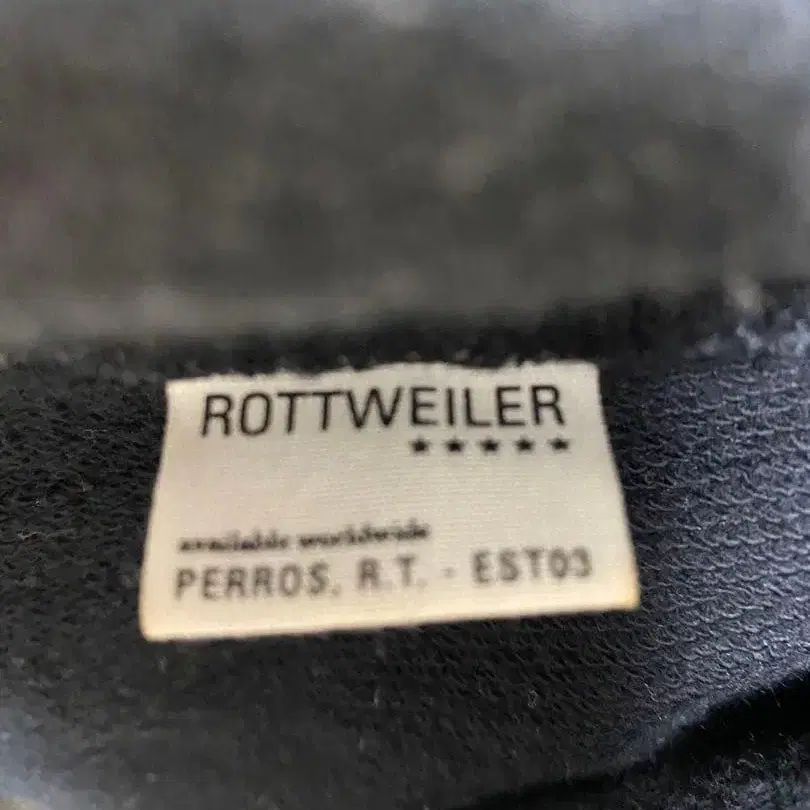 ROTTWEILER
★★★★★
available worldwide
PERROS. R.T. - EST03